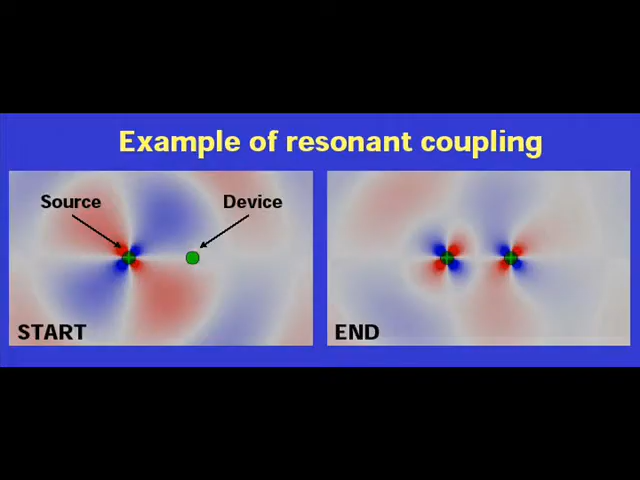 Example of resonant coupling
Source
Device
START
END